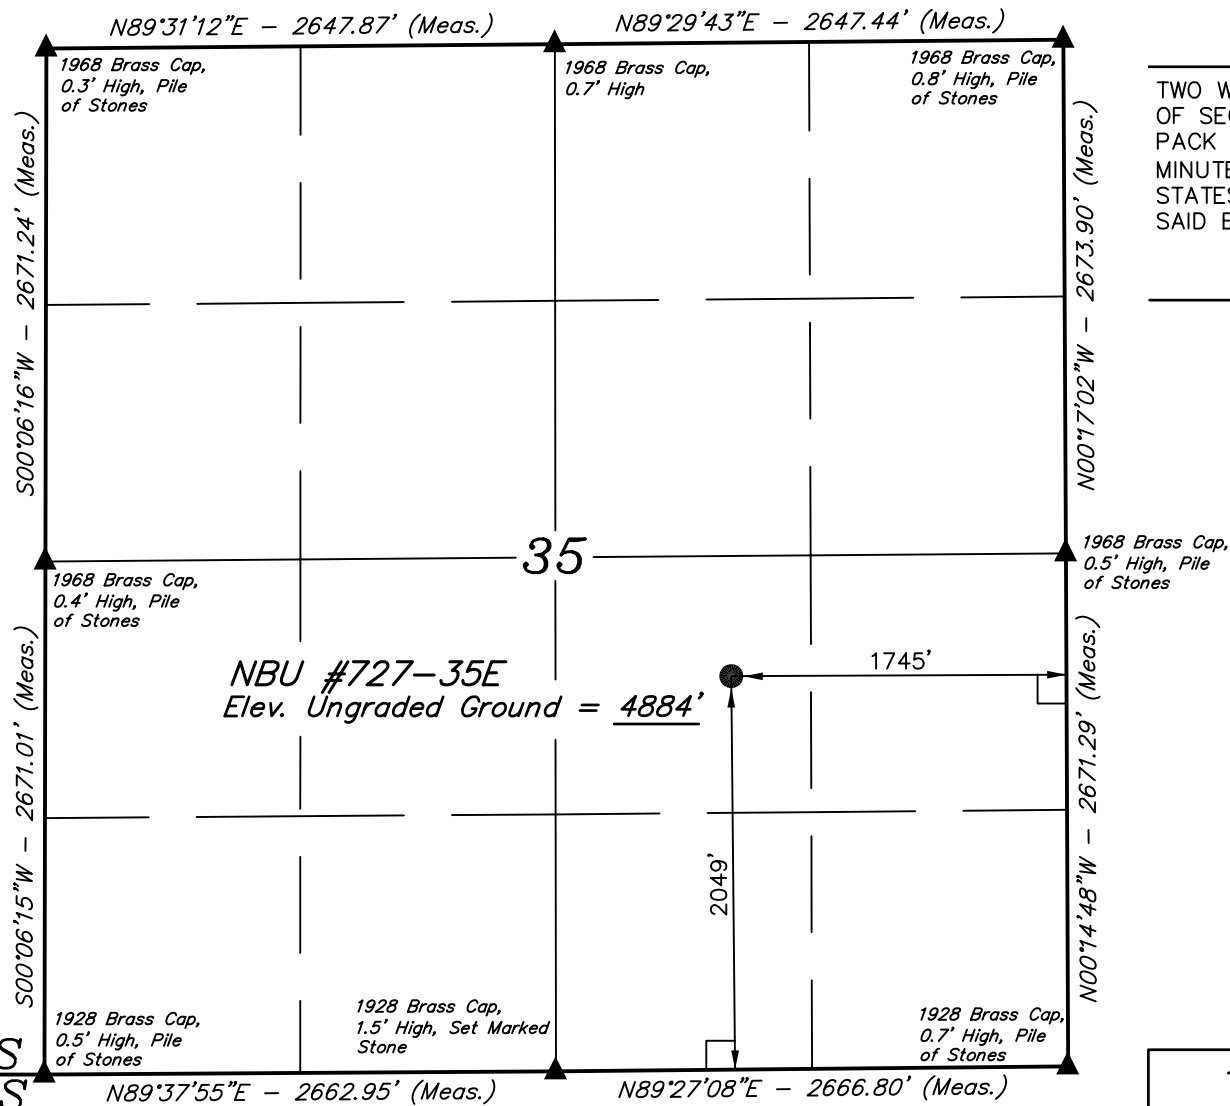 N89°31'12"E - 2647.87' (Meas.)
N89°29'43"E - 2647.44' (Meas.)
1968 Brass Cap,
0.3' High, Pile
of Stones
1968 Brass Cap,
0.7' High
1968 Brass Cap,
0.8' High, Pile
of Stones
TWO
OF
PACK
MINUTE
STATES
SAID
S00°06'16"W - 2671.24' (Meas.)
N00°17'02"W - 2673.90' (Meas.)
35
1968 Brass Cap,
0.5' High, Pile
of Stones
1968 Brass Cap,
0.4' High, Pile
of Stones
NBU #727-35E
Elev. Ungraded Ground = 4884'
1745'
2049'
S00°06'15"W - 2671.01' (Meas.)
N00°14'48"W - 2671.29' (Meas.)
1928 Brass Cap,
0.5' High, Pile
of Stones
1928 Brass Cap,
1.5' High, Set Marked
Stone
1928 Brass Cap,
0.7' High, Pile
of Stones
S
S
N89°37'55"E - 2662.95' (Meas.)
N89°27'08"E - 2666.80' (Meas.)